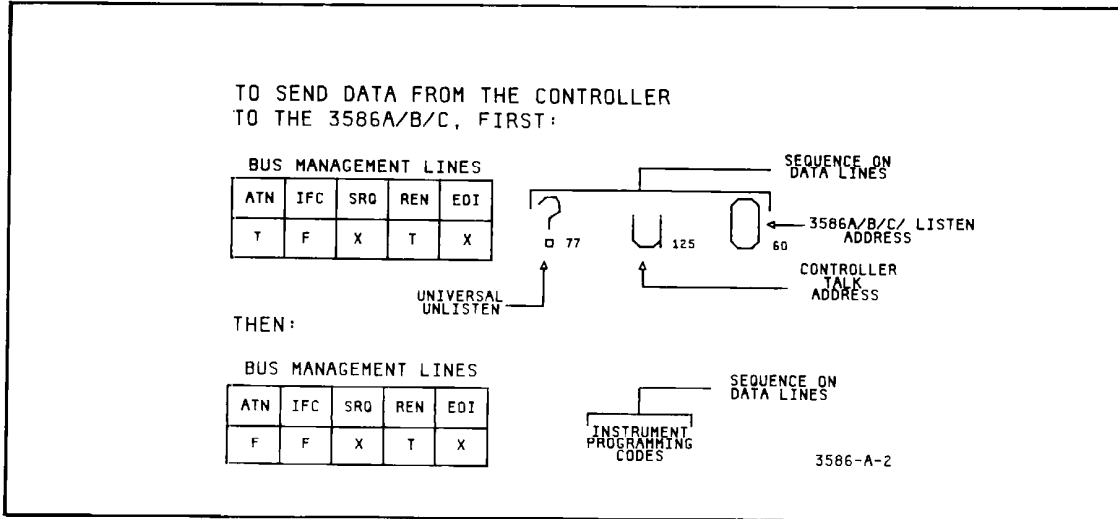 TO SEND DATA FROM THE CONTROLLER
TO THE 3586A/B/C, FIRST:
BUS MANAGEMENT LINES
ATN IFC SRQ REN EOI
T F X T X
SEQUENCE ON
DATA LINES
? 77
U 125
0 60
3586A/B/C/ LISTEN
ADDRESS
CONTROLLER
TALK
ADDRESS
UNIVERSAL
UNLISTEN
THEN:
BUS MANAGEMENT LINES
ATN IFC SRQ REN EOI
F F X T X
SEQUENCE ON
DATA LINES
INSTRUMENT
PROGRAMMING
CODES
3586-A-2